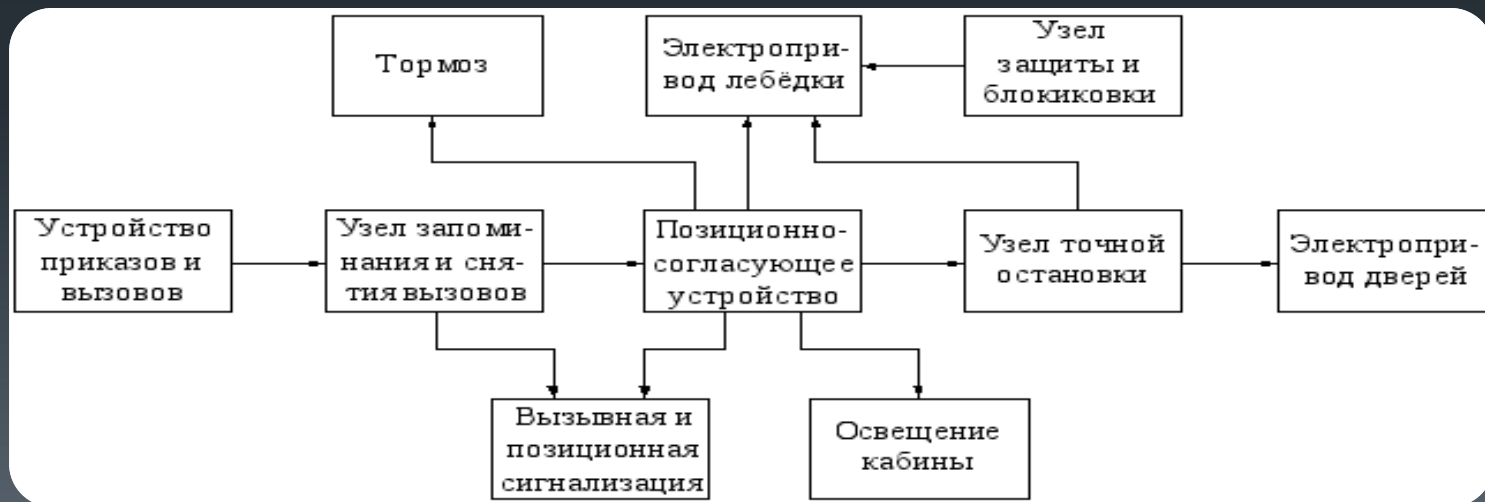 Тормоз
Электропри-
вод лебёдки
Узел
защиты и
блокиковки
Устройство
приказов и
вызовов
Узел запоми-
нания и сня-
тия вызовов
Позиционно-
согласующее
устройство
Узел точной
остановки
Электропри-
вод дверей
Вызывная и
позиционная
сигнализация
Освещение
кабины